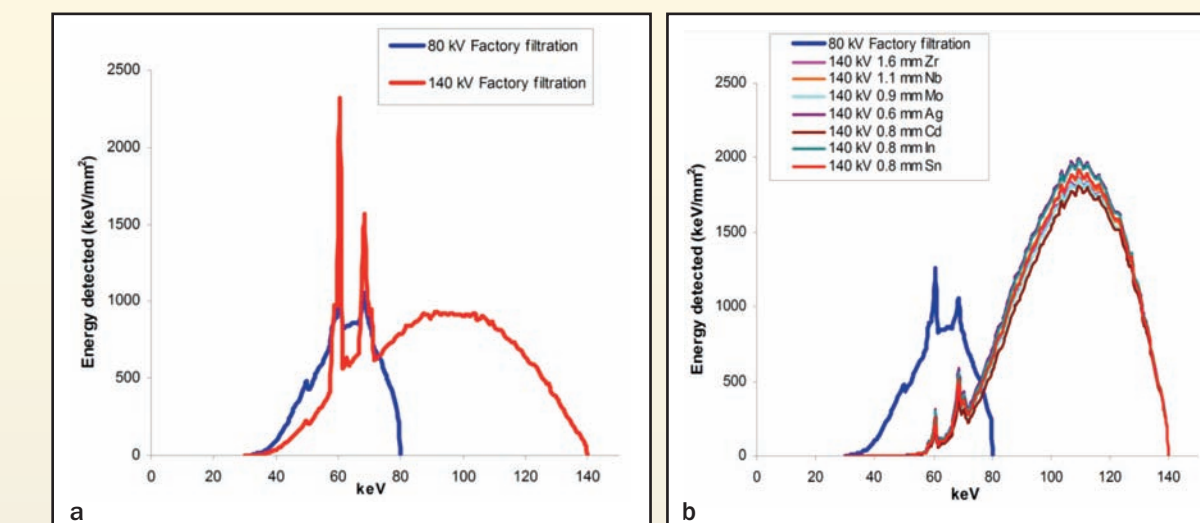 80 kV Factory filtration
140 kV Factory filtration
2500
2000
1500
1000
500
0
Energy detected (keV/mm²)
0 20 40 60 80 100 120 140
keV
a
80 kV Factory filtration
140 kV 1.6 mm Zr
140 kV 1.1 mm Nb
140 kV 0.9 mm Mo
140 kV 0.6 mm Ag
140 kV 0.8 mm Cd
140 kV 0.8 mm In
140 kV 0.8 mm Sn
2500
2000
1500
1000
500
0
Energy detected (keV/mm²)
0 20 40 60 80 100 120 140
keV
b